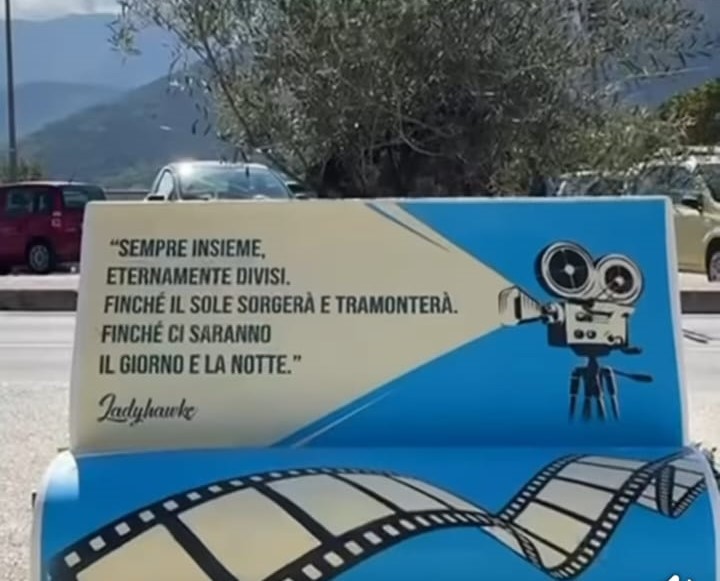 “SEMPRE INSIEME,
ETERNAMENTE DIVISI.
FINCHÉ IL SOLE SORGERÀ E TRAMONTERÀ.
FINCHÉ CI SARANNO
IL GIORNO E LA NOTTE.”
Ladyhawke